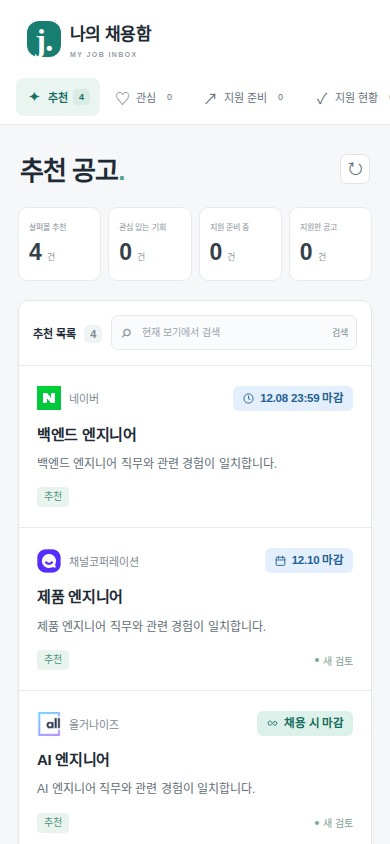 j.
나의 채용함
MY JOB INBOX
추천 4
관심 0
지원 준비 0
지원 현황
추천 공고.
살펴볼 추천
4 건
관심 있는 기회
0 건
지원 준비 중
0 건
지원한 공고
0 건
추천 목록 4
현재 보기에서 검색
검색
네이버
12.08 23:59 마감
백엔드 엔지니어
백엔드 엔지니어 직무와 관련 경험이 일치합니다.
추천
채널코퍼레이션
12.10 마감
제품 엔지니어
제품 엔지니어 직무와 관련 경험이 일치합니다.
추천
새 검토
all
올거나이즈
채용 시 마감
AI 엔지니어
AI 엔지니어 직무와 관련 경험이 일치합니다.
추천
새 검토